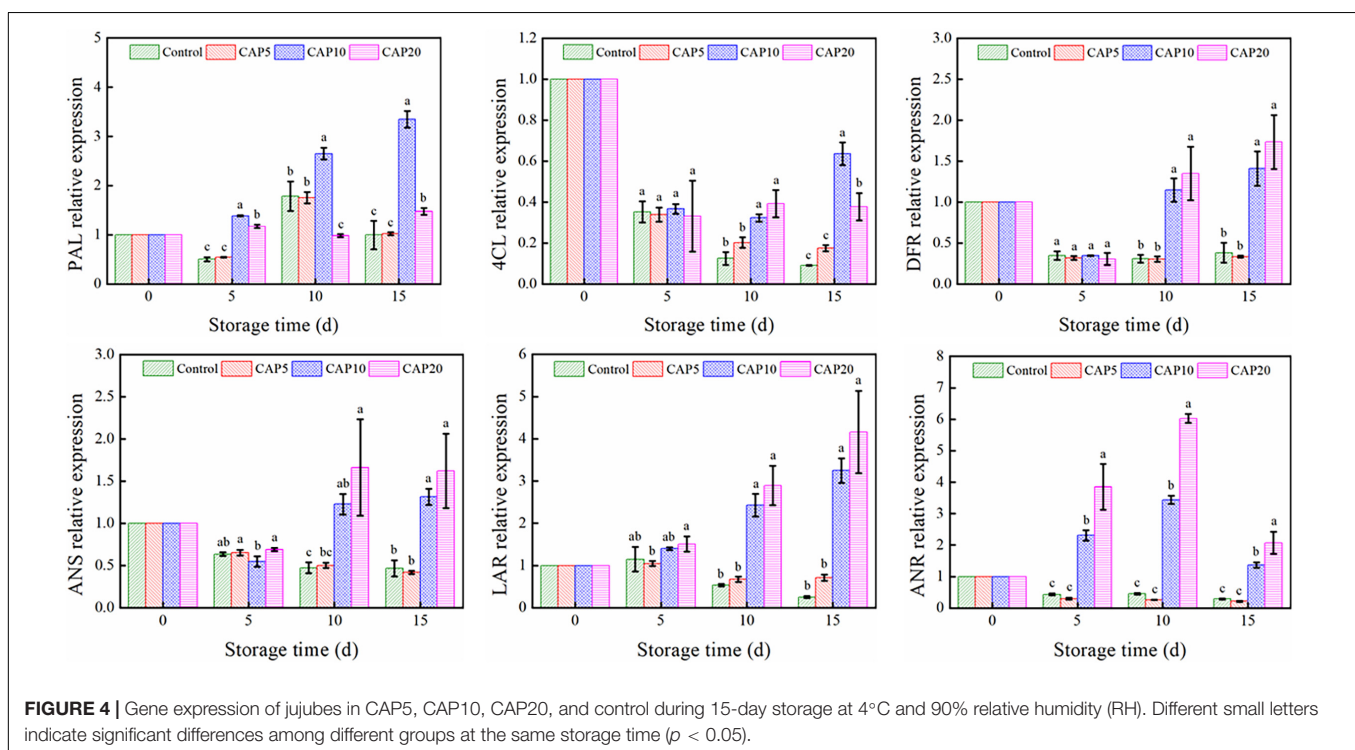 Control CAP5 CAP10 CAP20
PAL relative expression
5
4
3
2
1
0
c c a b
b b a c
c c a b
0 5 10 15
Storage time (d)
Control CAP5 CAP10 CAP20
4CL relative expression
1.2
1.0
0.8
0.6
0.4
0.2
0.0
a a a a
b b a a
c c a b
0 5 10 15
Storage time (d)
Control CAP5 CAP10 CAP20
DFR relative expression
3.0
2.5
2.0
1.5
1.0
0.5
0.0
a a a a
b b a a
b b a a
0 5 10 15
Storage time (d)
Control CAP5 CAP10 CAP20
ANS relative expression
3.0
2.5
2.0
1.5
1.0
0.5
0.0
ab a b a
c bc ab a
b b a a
0 5 10 15
Storage time (d)
Control CAP5 CAP10 CAP20
LAR relative expression
6
5
4
3
2
1
0
ab b ab a
b b a a
b b a a
0 5 10 15
Storage time (d)
Control CAP5 CAP10 CAP20
ANR relative expression
8
7
6
5
4
3
2
1
0
c c b a
c c b a
c c b a
0 5 10 15
Storage time (d)
FIGURE 4 | Gene expression of jujubes in CAP5, CAP10, CAP20, and control during 15-day storage at 4°C and 90% relative humidity (RH). Different small letters
indicate significant differences among different groups at the same storage time (p < 0.05).